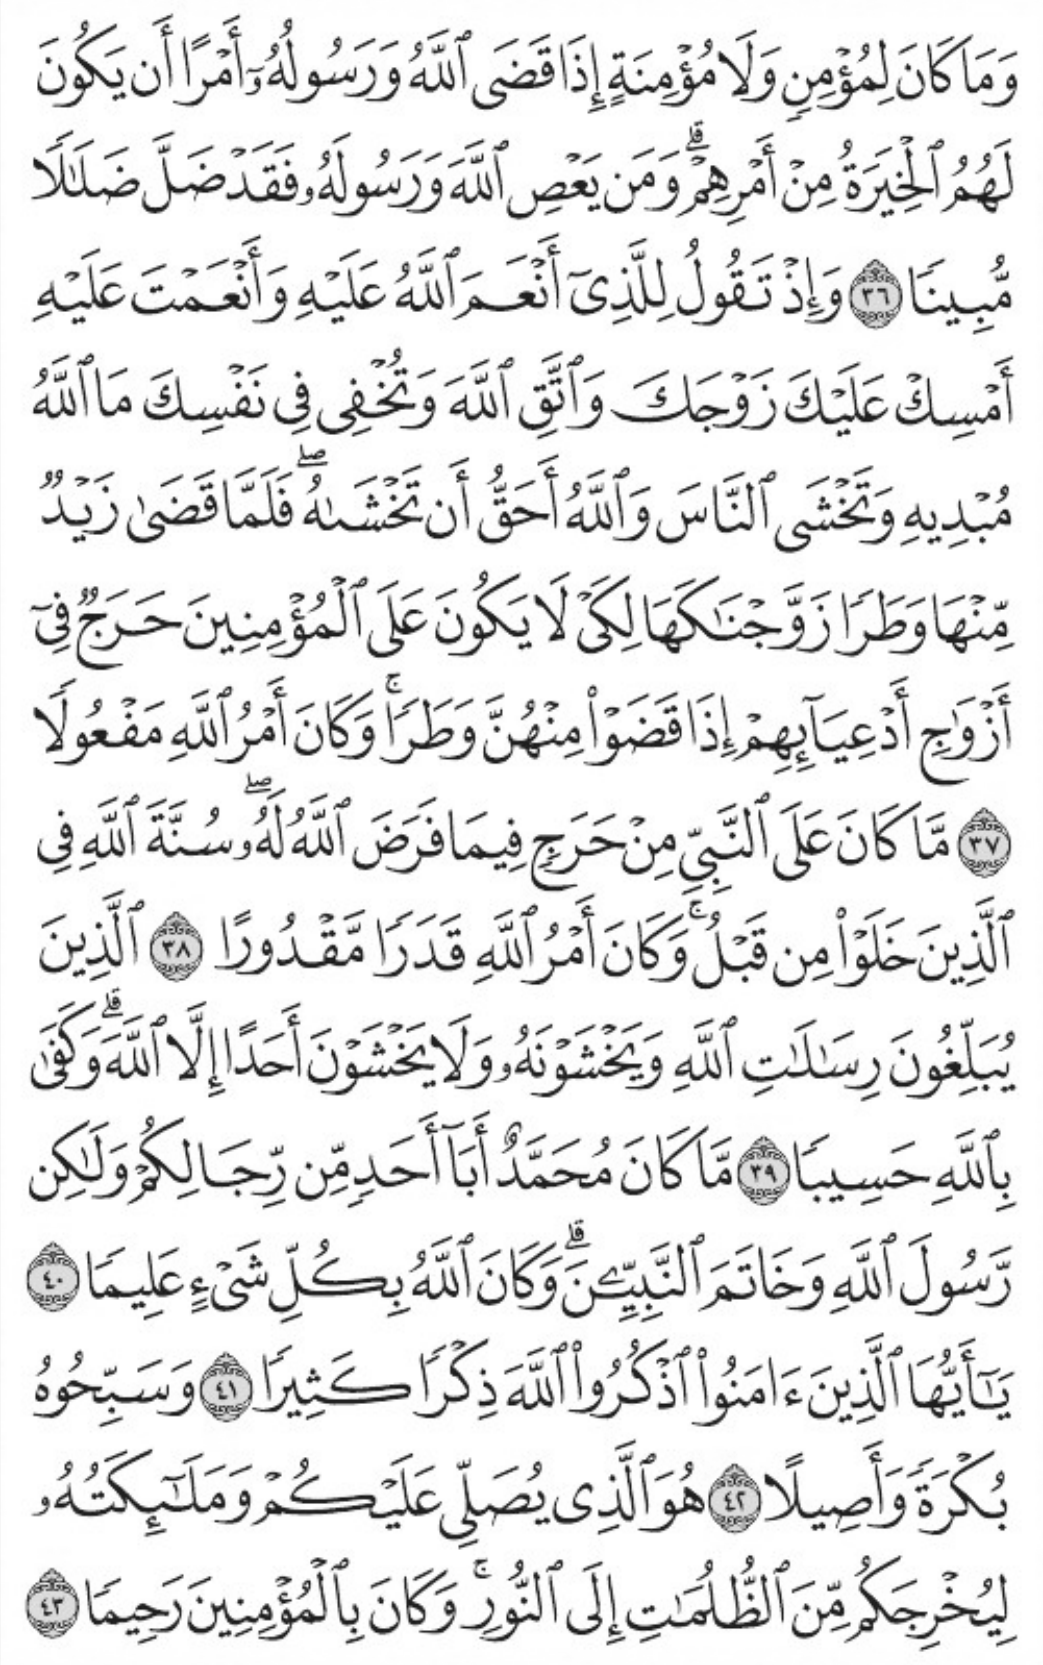 وَمَا كَانَ لِمُؤْمِنٍ وَلَا مُؤْمِنَةٍ إِذَا قَضَى ٱللَّهُ وَرَسُولُهُۥٓ أَمْرًا أَن يَكُونَ
لَهُمُ ٱلْخِيَرَةُ مِنْ أَمْرِهِمْ ۗ وَمَن يَعْصِ ٱللَّهَ وَرَسُولَهُۥ فَقَدْ ضَلَّ ضَلَـٰلًا
مُّبِينًا ٣٦ وَإِذْ تَقُولُ لِلَّذِىٓ أَنْعَمَ ٱللَّهُ عَلَيْهِ وَأَنْعَمْتَ عَلَيْهِ
أَمْسِكْ عَلَيْكَ زَوْجَكَ وَٱتَّقِ ٱللَّهَ وَتُخْفِى فِى نَفْسِكَ مَا ٱللَّهُ
مُبْدِيهِ وَتَخْشَى ٱلنَّاسَ وَٱللَّهُ أَحَقُّ أَن تَخْشَىٰهُ ۖ فَلَمَّا قَضَىٰ زَيْدٌ
مِّنْهَا وَطَرًا زَوَّجْنَـٰكَهَا لِكَىْ لَا يَكُونَ عَلَى ٱلْمُؤْمِنِينَ حَرَجٌ فِىٓ
أَزْوَٰجِ أَدْعِيَآئِهِمْ إِذَا قَضَوْا۟ مِنْهُنَّ وَطَرًا ۚ وَكَانَ أَمْرُ ٱللَّهِ مَفْعُولًا
٣٧ مَّا كَانَ عَلَى ٱلنَّبِىِّ مِنْ حَرَجٍ فِيمَا فَرَضَ ٱللَّهُ لَهُۥ ۖ سُنَّةَ ٱللَّهِ فِى
ٱلَّذِينَ خَلَوْا۟ مِن قَبْلُ ۚ وَكَانَ أَمْرُ ٱللَّهِ قَدَرًا مَّقْدُورًا ٣٨ ٱلَّذِينَ
يُبَلِّغُونَ رِسَـٰلَـٰتِ ٱللَّهِ وَيَخْشَوْنَهُۥ وَلَا يَخْشَوْنَ أَحَدًا إِلَّا ٱللَّهَ ۗ وَكَفَىٰ
بِٱللَّهِ حَسِيبًا ٣٩ مَّا كَانَ مُحَمَّدٌ أَبَآ أَحَدٍ مِّن رِّجَالِكُمْ وَلَـٰكِن
رَّسُولَ ٱللَّهِ وَخَاتَمَ ٱلنَّبِيِّـۧنَ ۗ وَكَانَ ٱللَّهُ بِكُلِّ شَىْءٍ عَلِيمًا ٤٠
يَـٰٓأَيُّهَا ٱلَّذِينَ ءَامَنُوا۟ ٱذْكُرُوا۟ ٱللَّهَ ذِكْرًا كَثِيرًا ٤١ وَسَبِّحُوهُ
بُكْرَةً وَأَصِيلًا ٤٢ هُوَ ٱلَّذِى يُصَلِّى عَلَيْكُمْ وَمَلَـٰٓئِكَتُهُۥ
لِيُخْرِجَكُم مِّنَ ٱلظُّلُمَـٰتِ إِلَى ٱلنُّورِ ۚ وَكَانَ بِٱلْمُؤْمِنِينَ رَحِيمًا ٤٣